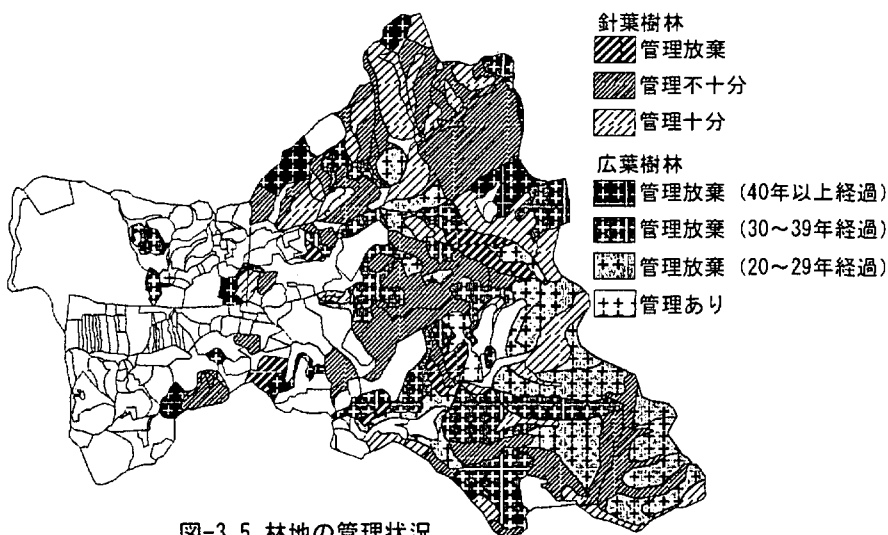 針葉樹林
管理放棄
管理不十分
管理十分
広葉樹林
管理放棄 (40年以上経過)
管理放棄 (30〜39年経過)
管理放棄 (20〜29年経過)
管理あり
図-3.5 林地の管理状況